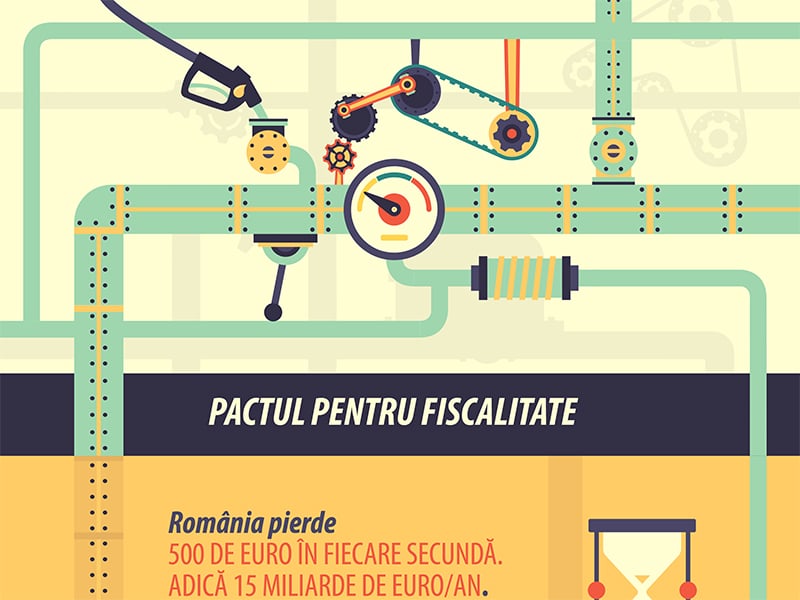 PACTUL PENTRU FISCALITATE
România pierde
500 DE EURO ÎN FIECARE SECUNDĂ.
ADICĂ 15 MILIARDE DE EURO/AN.